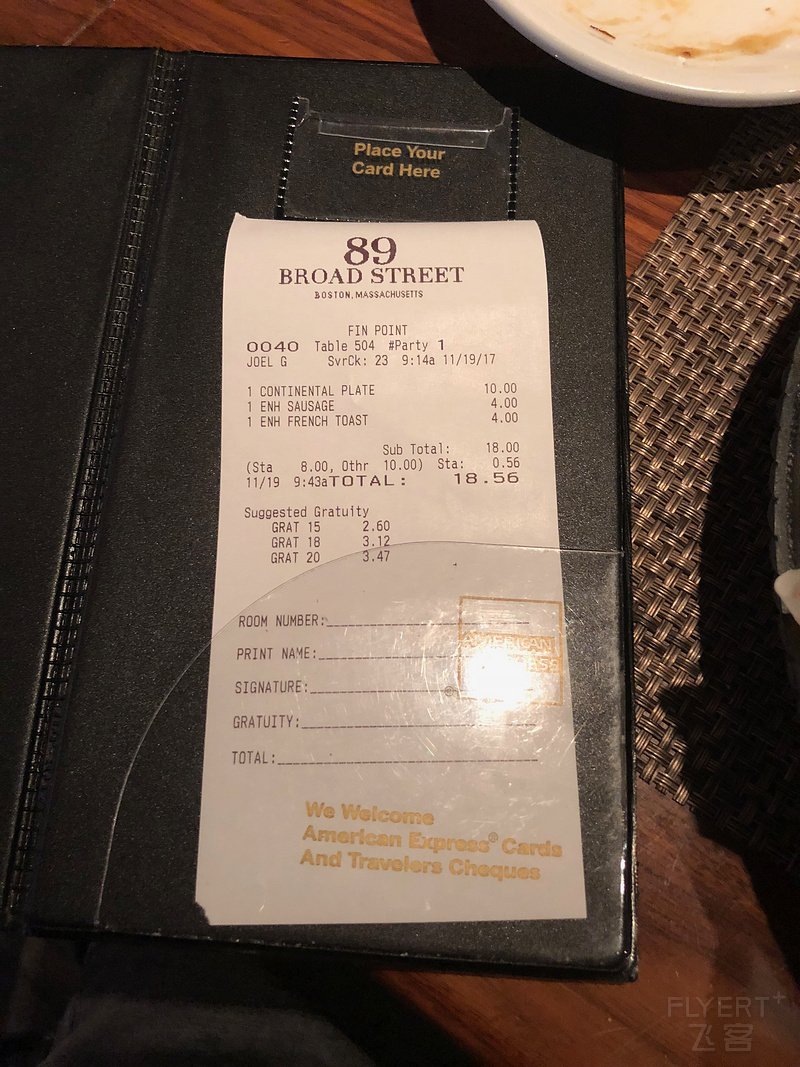 Place Your
Card Here
89
BROAD STREET
BOSTON, MASSACHUSETTS
FIN POINT
0040 Table 504 #Party 1
JOEL G SvrCk: 23 9:14a 11/19/17
1 CONTINENTAL PLATE 10.00
1 ENH SAUSAGE 4.00
1 ENH FRENCH TOAST 4.00
Sub Total: 18.00
(Sta 8.00, Othr 10.00) Sta: 0.56
11/19 9:43aTOTAL: 18.56
Suggested Gratuity
GRAT 15 2.60
GRAT 18 3.12
GRAT 20 3.47
ROOM NUMBER:
AMERICAN
PRINT NAME:
SIGNATURE:
®
GRATUITY:
TOTAL:
We Welcome
American Express® Cards
And Travelers Cheques
FLYERT+
飞客